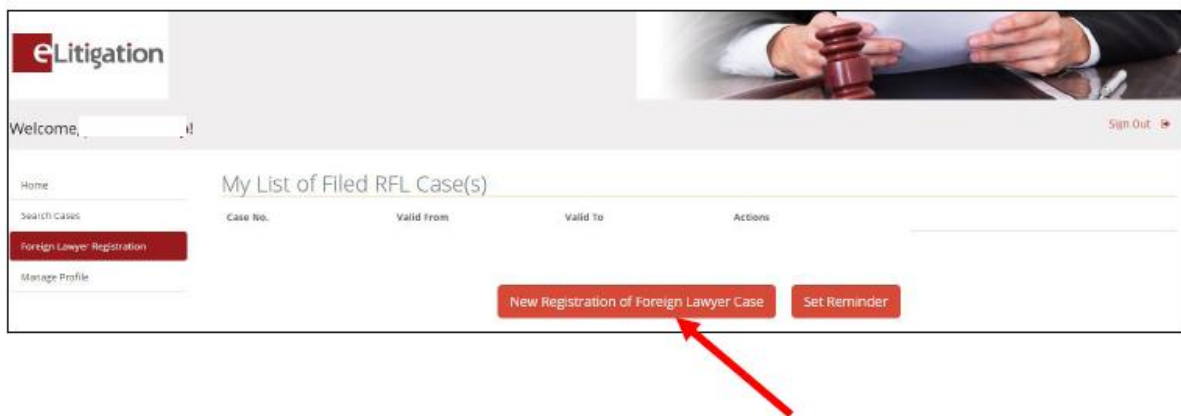 eLitigation
Welcome, !
Sign Out
Home
Search Cases
Foreign Lawyer Registration
Manage Profile
My List of Filed RFL Case(s)
Case No. Valid From Valid To Actions
New Registration of Foreign Lawyer Case Set Reminder